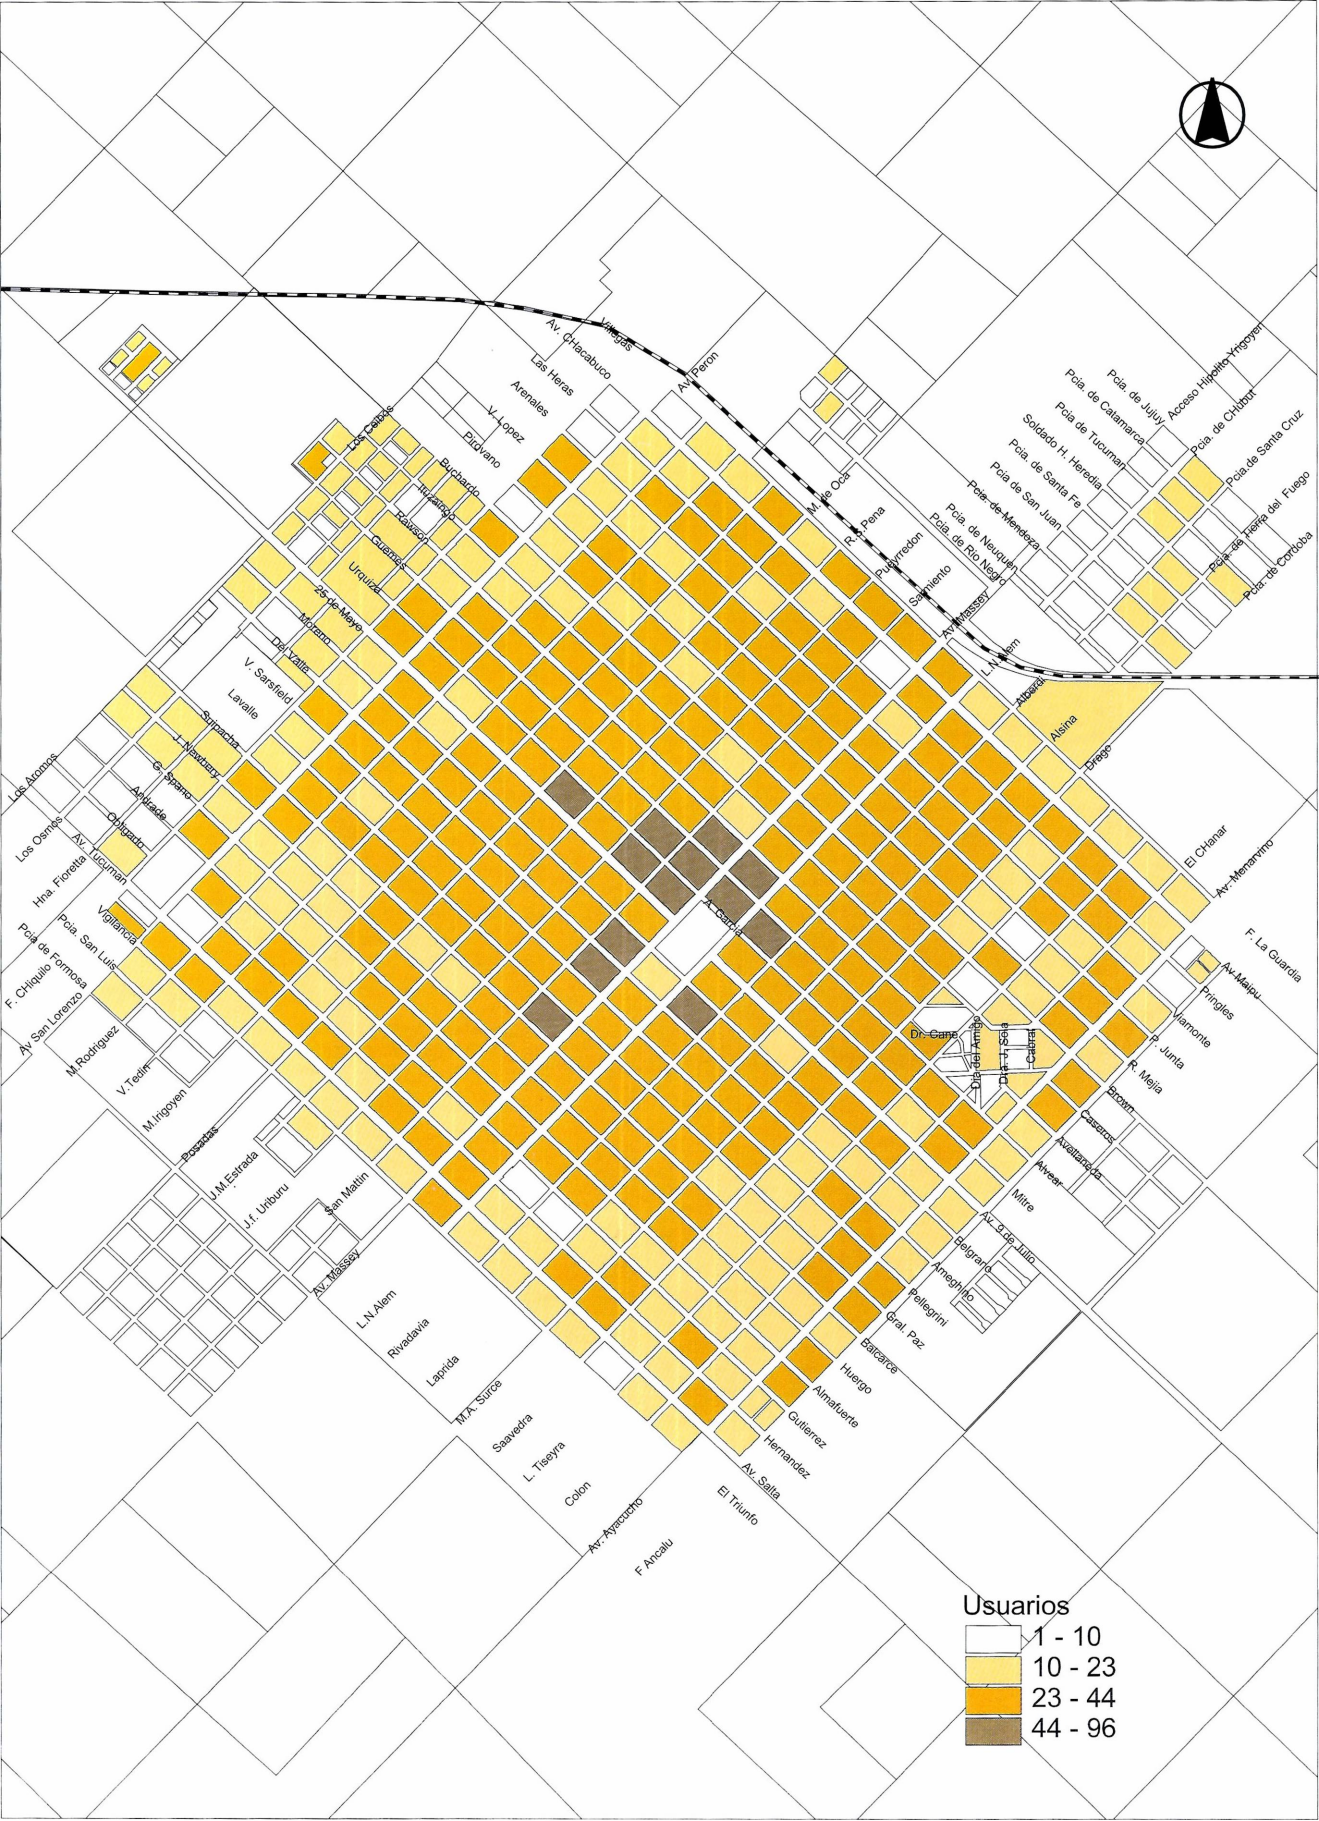 Villegas
Av. CHacabuco
Las Heras
Arenales
V. Lopez
Pirovano
Av. Peron
Los Ceibos
Buchardo
Ituzaingo
Rawson
Guemes
Urquiza
25 de Mayo
Moreno
Del Valle
V. Sarsfield
Lavalle
Suipacha
J. Newbery
G. Spano
Andrade
Obligado
Av. Tucuman
Los Aromos
Los Osmos
Hna. Fioretta
Vigilancia
Pcia. San Luis
Pcia de Formosa
F. CHiquilo
Av San Lorenzo
M.Rodriguez
V.Tedin
M.Irigoyen
Posadas
J.M.Estrada
J.f. Uriburu
San Mattin
Av. Massey
L.N.Alem
Rivadavia
Laprida
M.A. Surce
Saavedra
L. Tiseyra
Colon
Av. Ayacucho
F Ancalu
El Triunfo
Av. Salta
Hernandez
Gutierrez
Almafuerte
Huergo
Balcarce
Gral. Paz
Pellegrini
Ameghino
Belgrano
Av. 9 de Julio
Mitre
Alvear
Avellaneda
Caseros
Brown
R. Mejia
P. Junta
Viamonte
Pringles
Av Maipu
F. La Guardia
Av. Menarvino
El CHanar
Drago
Alsina
Alberdi
L.N.Alem
Av. Massey
Sarmiento
Pueyrredon
R. S.Pena
M. de Oca
Pcia. de Rio Negro
Pcia. de Neuquen
Pcia. de Mendoza
Pcia de San Juan
Pcia. de Santa Fe
Soldado H. Heredia
Pcia de Tucuman
Pcia. de Catamarca
Pcia. de Jujuy
Acceso Hipolito Yrigoyen
Pcia. de CHubut
Pcia.de Santa Cruz
Pcia. de Tierra del Fuego
Pcia. de Cordoba
A. Garcia
Dr. Cane
Dia del Amigo
Dra. J. Sola
Cabral
Usuarios
1 - 10
10 - 23
23 - 44
44 - 96